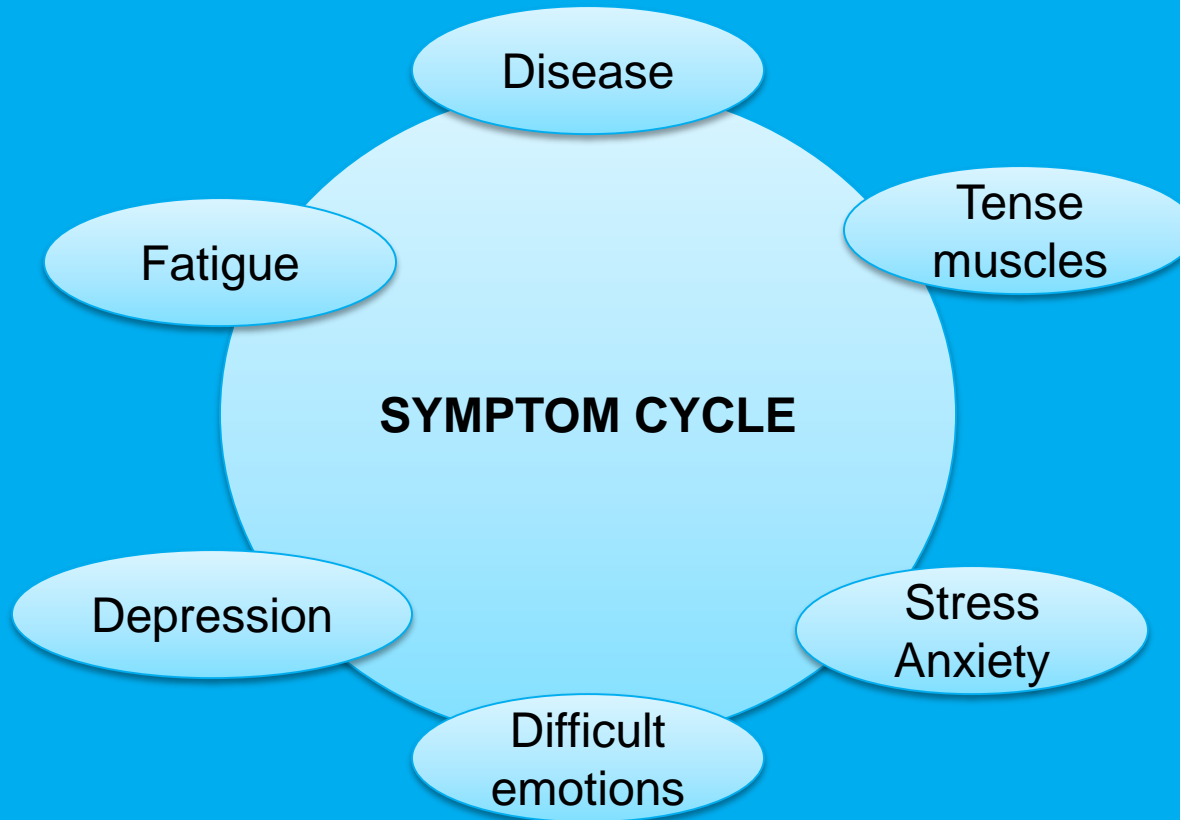 Disease
Tense
muscles
Fatigue
SYMPTOM CYCLE
Depression
Stress
Anxiety
Difficult
emotions